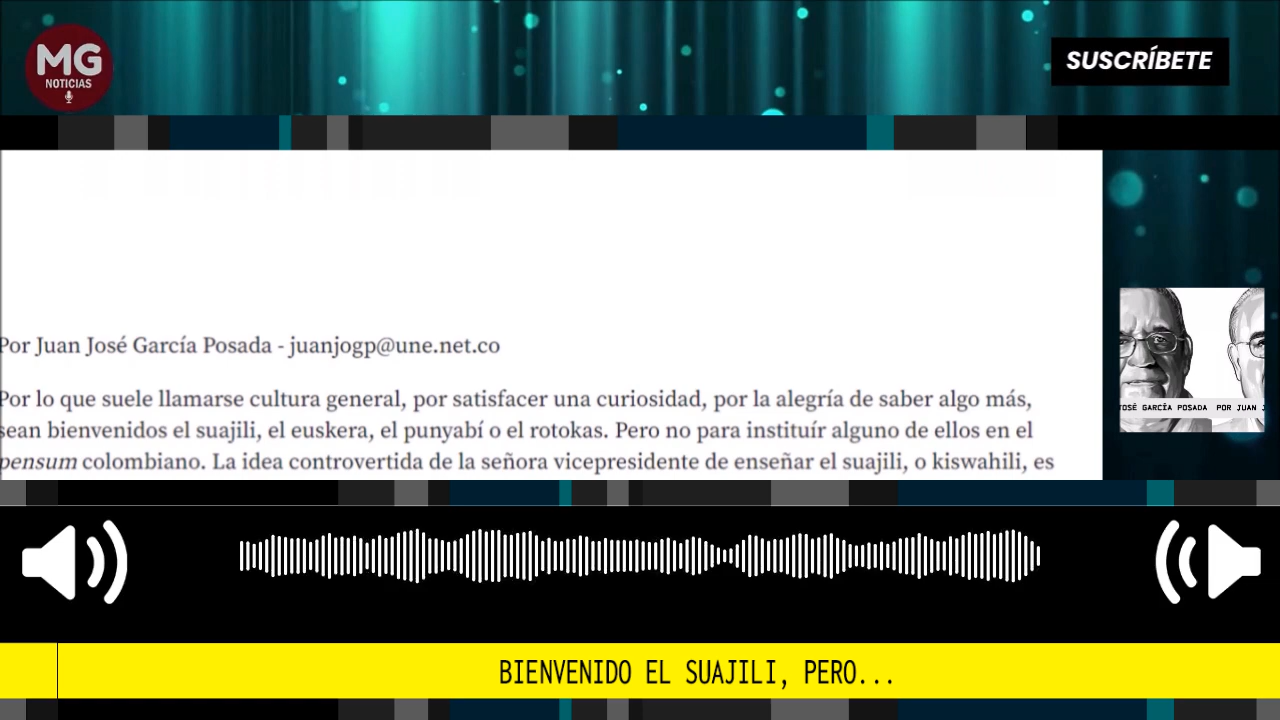 MG
NOTICIAS
SUSCRÍBETE
Por Juan José García Posada - juanjogp@une.net.co
Por lo que suele llamarse cultura general, por satisfacer una curiosidad, por la alegría de saber algo más,
sean bienvenidos el suajili, el euskera, el punyabí o el rotokas. Pero no para instituír alguno de ellos en el
pensum colombiano. La idea controvertida de la señora vicepresidente de enseñar el suajili, o kiswahili, es
JOSÉ GARCÍA POSADA POR JUAN J
BIENVENIDO EL SUAJILI, PERO...